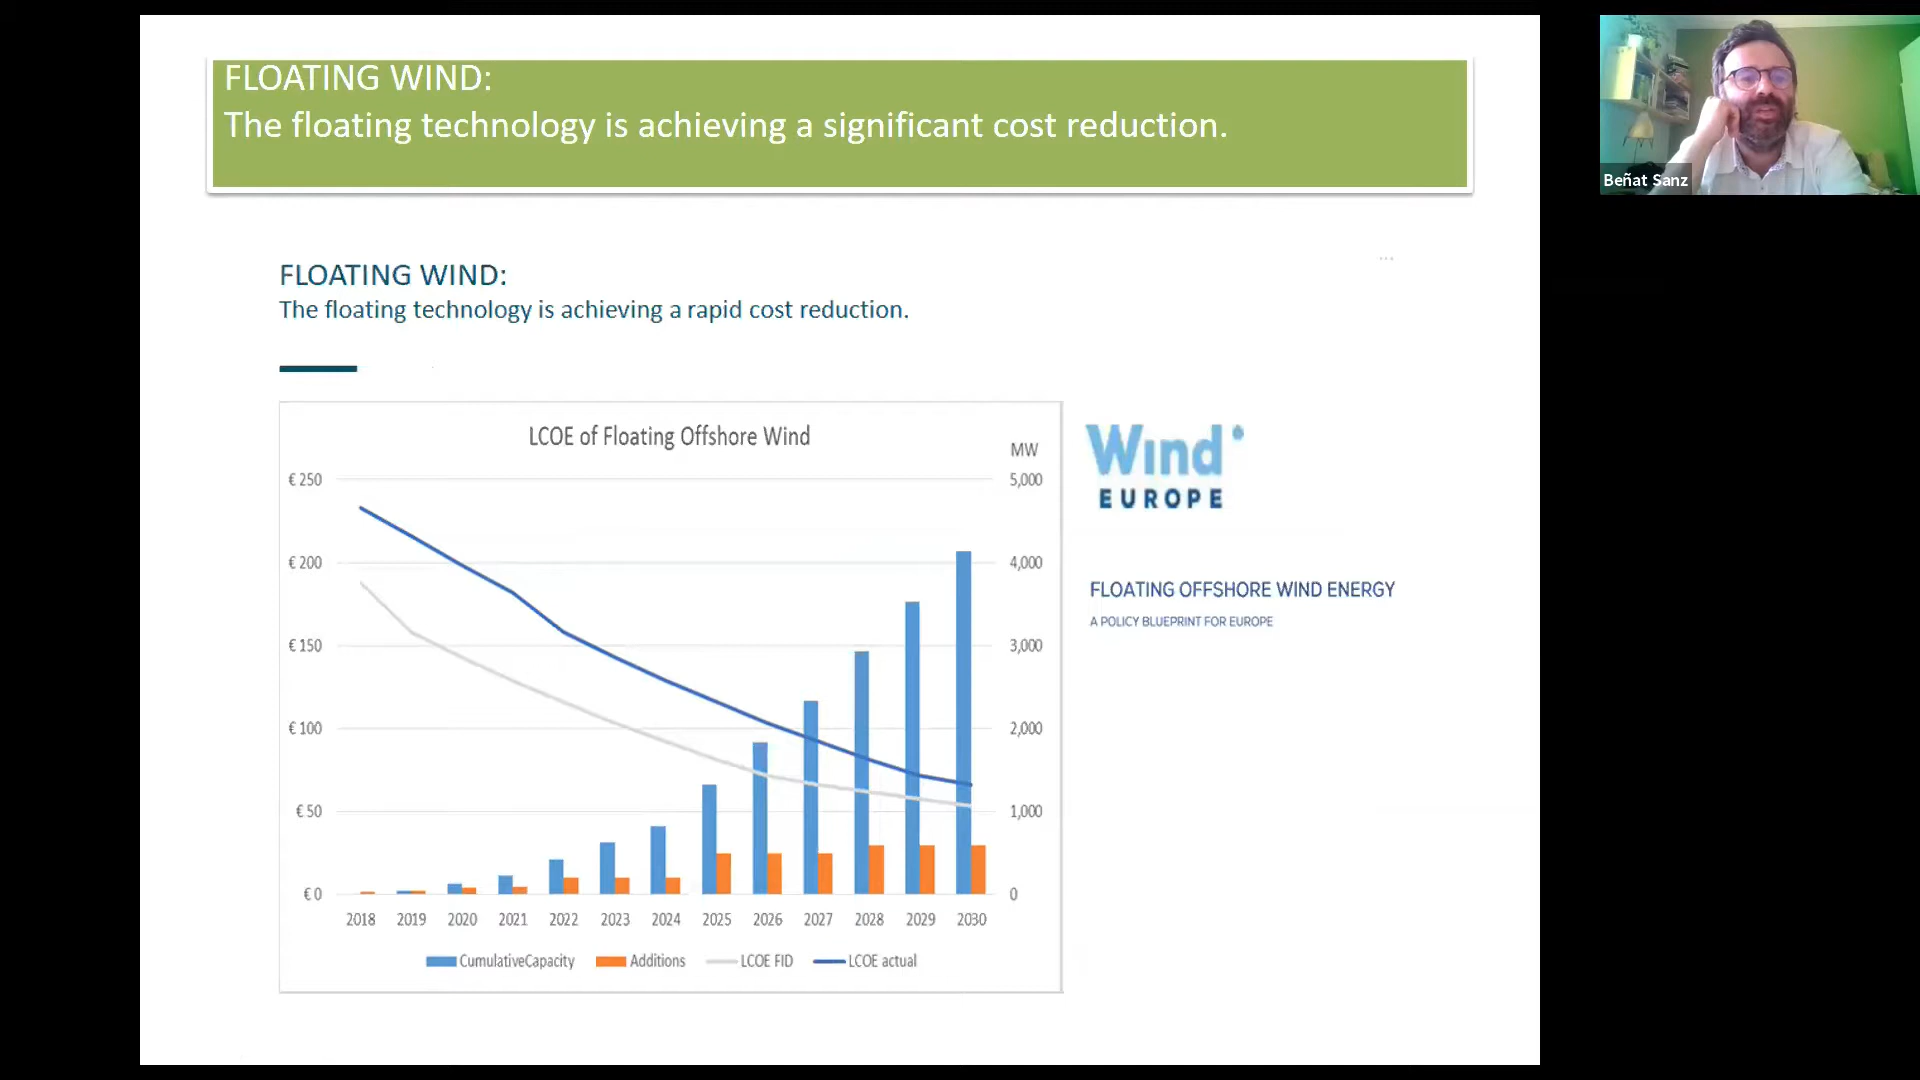 FLOATING WIND:
The floating technology is achieving a significant cost reduction.
Beñat Sanz
FLOATING WIND:
The floating technology is achieving a rapid cost reduction.
...
LCOE of Floating Offshore Wind
MW
€ 250
€ 200
€ 150
€ 100
€ 50
€ 0
5,000
4,000
3,000
2,000
1,000
0
2018 2019 2020 2021 2022 2023 2024 2025 2026 2027 2028 2029 2030
CumulativeCapacity Additions LCOE FID LCOE actual
Wind
EUROPE
FLOATING OFFSHORE WIND ENERGY
A POLICY BLUEPRINT FOR EUROPE